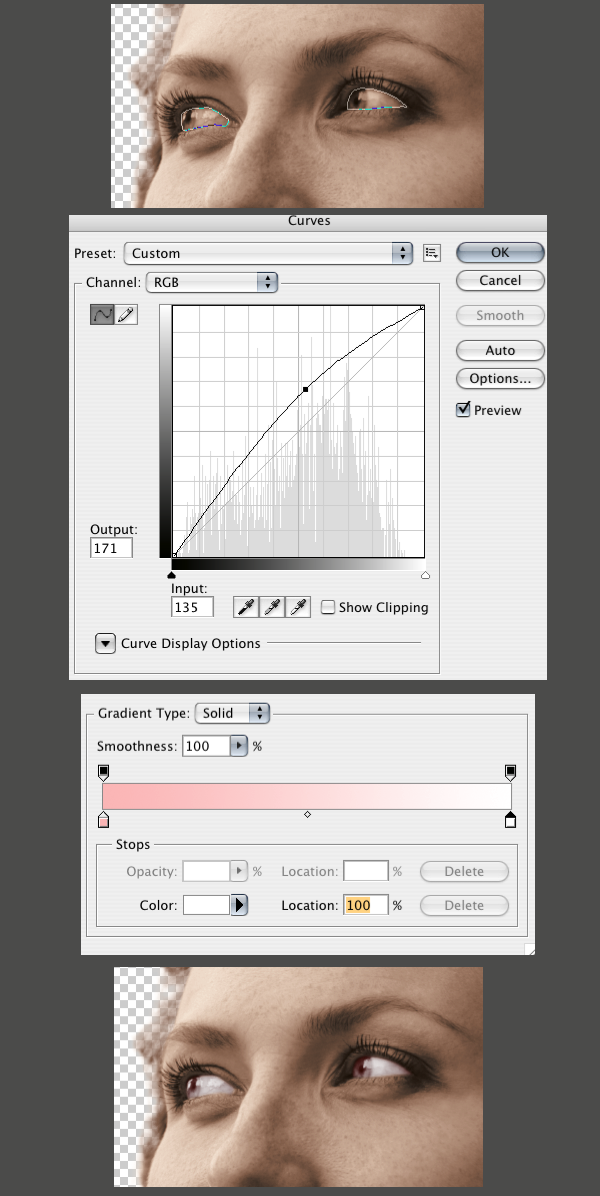 Curves
Preset: Custom
OK
Channel: RGB
Cancel
Smooth
Auto
Options...
Preview
Output:
171
Input:
135
Show Clipping
Curve Display Options
Gradient Type: Solid
Smoothness: 100 %
Stops
Opacity: % Location: % Delete
Color: Location: 100 % Delete